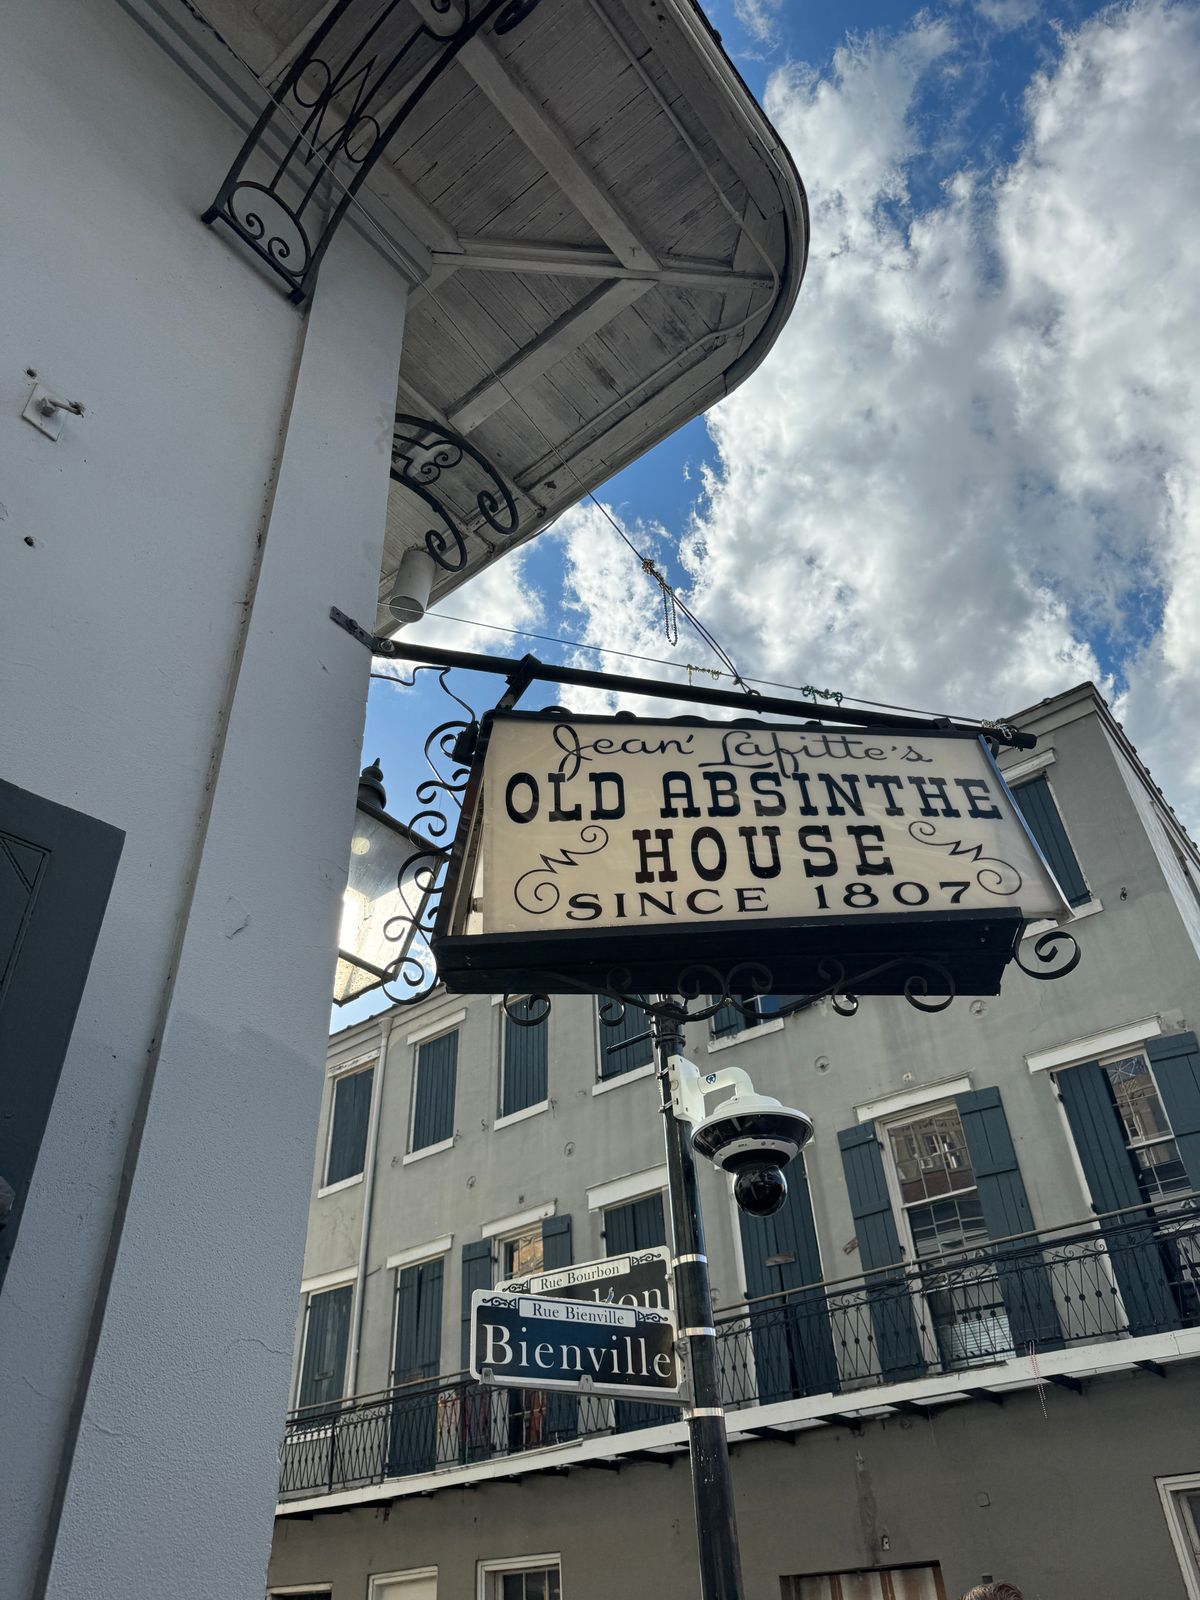 Jean Lafitte's
OLD ABSINTHE
HOUSE
SINCE 1807
Rue Bourbon
Rue Bienville
Bienville